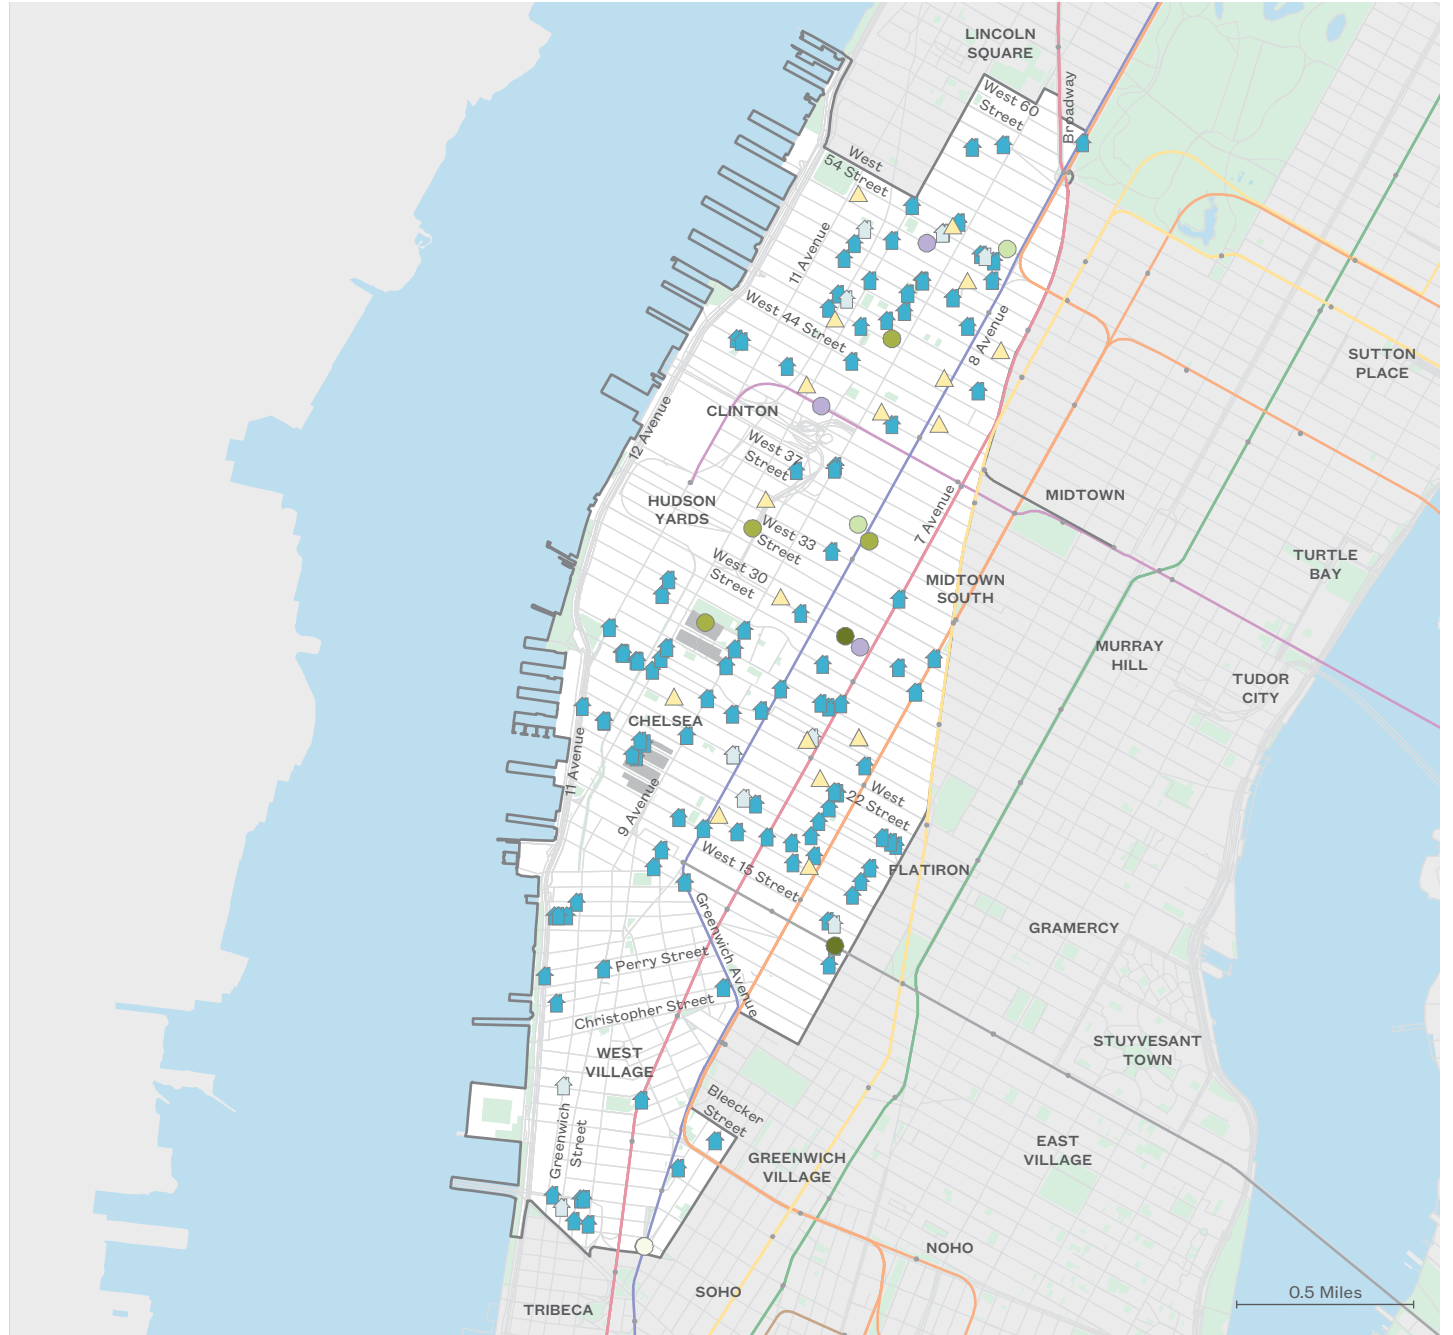 LINCOLN
SQUARE
West 60
Street
Broadway
West
54 Street
11 Avenue
West 44 Street
8 Avenue
SUTTON
PLACE
CLINTON
12 Avenue
West 37
Street
HUDSON
YARDS
MIDTOWN
7 Avenue
West 33
Street
West 30
Street
TURTLE
BAY
MIDTOWN
SOUTH
MURRAY
HILL
TUDOR
CITY
CHELSEA
11 Avenue
9 Avenue
West
22 Street
West 15 Street
FLATIRON
Greenwich Avenue
GRAMERCY
Perry Street
Christopher Street
STUYVESANT
TOWN
WEST
VILLAGE
Bleecker
Street
Greenwich
Street
GREENWICH
VILLAGE
EAST
VILLAGE
NOHO
SOHO
TRIBECA
0.5 Miles